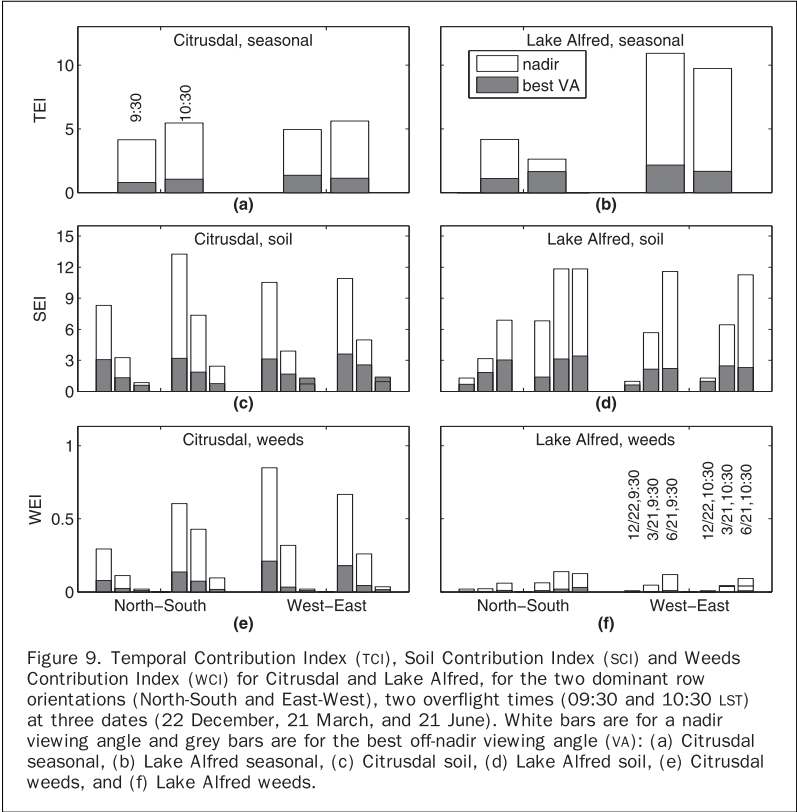 Citrusdal, seasonal
Lake Alfred, seasonal
nadir
best VA
10
5
0
TEI
9:30
10:30
(a)
(b)
Citrusdal, soil
Lake Alfred, soil
15
12
9
6
3
0
SEI
(c)
(d)
Citrusdal, weeds
Lake Alfred, weeds
1
0.5
0
WEI
12/22,9:30
3/21,9:30
6/21,9:30
12/22,10:30
3/21,10:30
6/21,10:30
North–South
West–East
North–South
West–East
(e)
(f)
Figure 9. Temporal Contribution Index (TCI), Soil Contribution Index (SCI) and Weeds
Contribution Index (WCI) for Citrusdal and Lake Alfred, for the two dominant row
orientations (North-South and East-West), two overflight times (09:30 and 10:30 LST)
at three dates (22 December, 21 March, and 21 June). White bars are for a nadir
viewing angle and grey bars are for the best off-nadir viewing angle (VA): (a) Citrusdal
seasonal, (b) Lake Alfred seasonal, (c) Citrusdal soil, (d) Lake Alfred soil, (e) Citrusdal
weeds, and (f) Lake Alfred weeds.